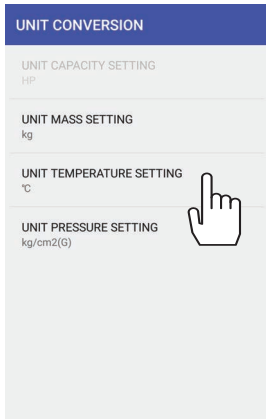 UNIT CONVERSION
UNIT CAPACITY SETTING
HP
UNIT MASS SETTING
kg
UNIT TEMPERATURE SETTING
℃
UNIT PRESSURE SETTING
kg/cm2(G)